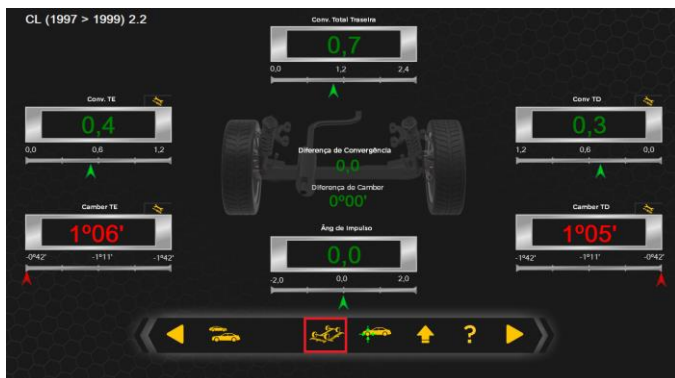 CL (1997 > 1999) 2.2
Conv. Total Traseira
0,7
0,0 1,2 2,4
Conv. TE
0,4
0,0 0,6 1,2
Conv TD
0,3
1,2 0,6 0,0
Diferença de Convergência
0,0
Diferença de Camber
0º00'
Camber TE
1º06'
-0º42' -1º11' -1º42'
Âng de Impulso
0,0
-2,0 0,0 2,0
Camber TD
1º05'
-1º42' -1º11' -0º42'
?